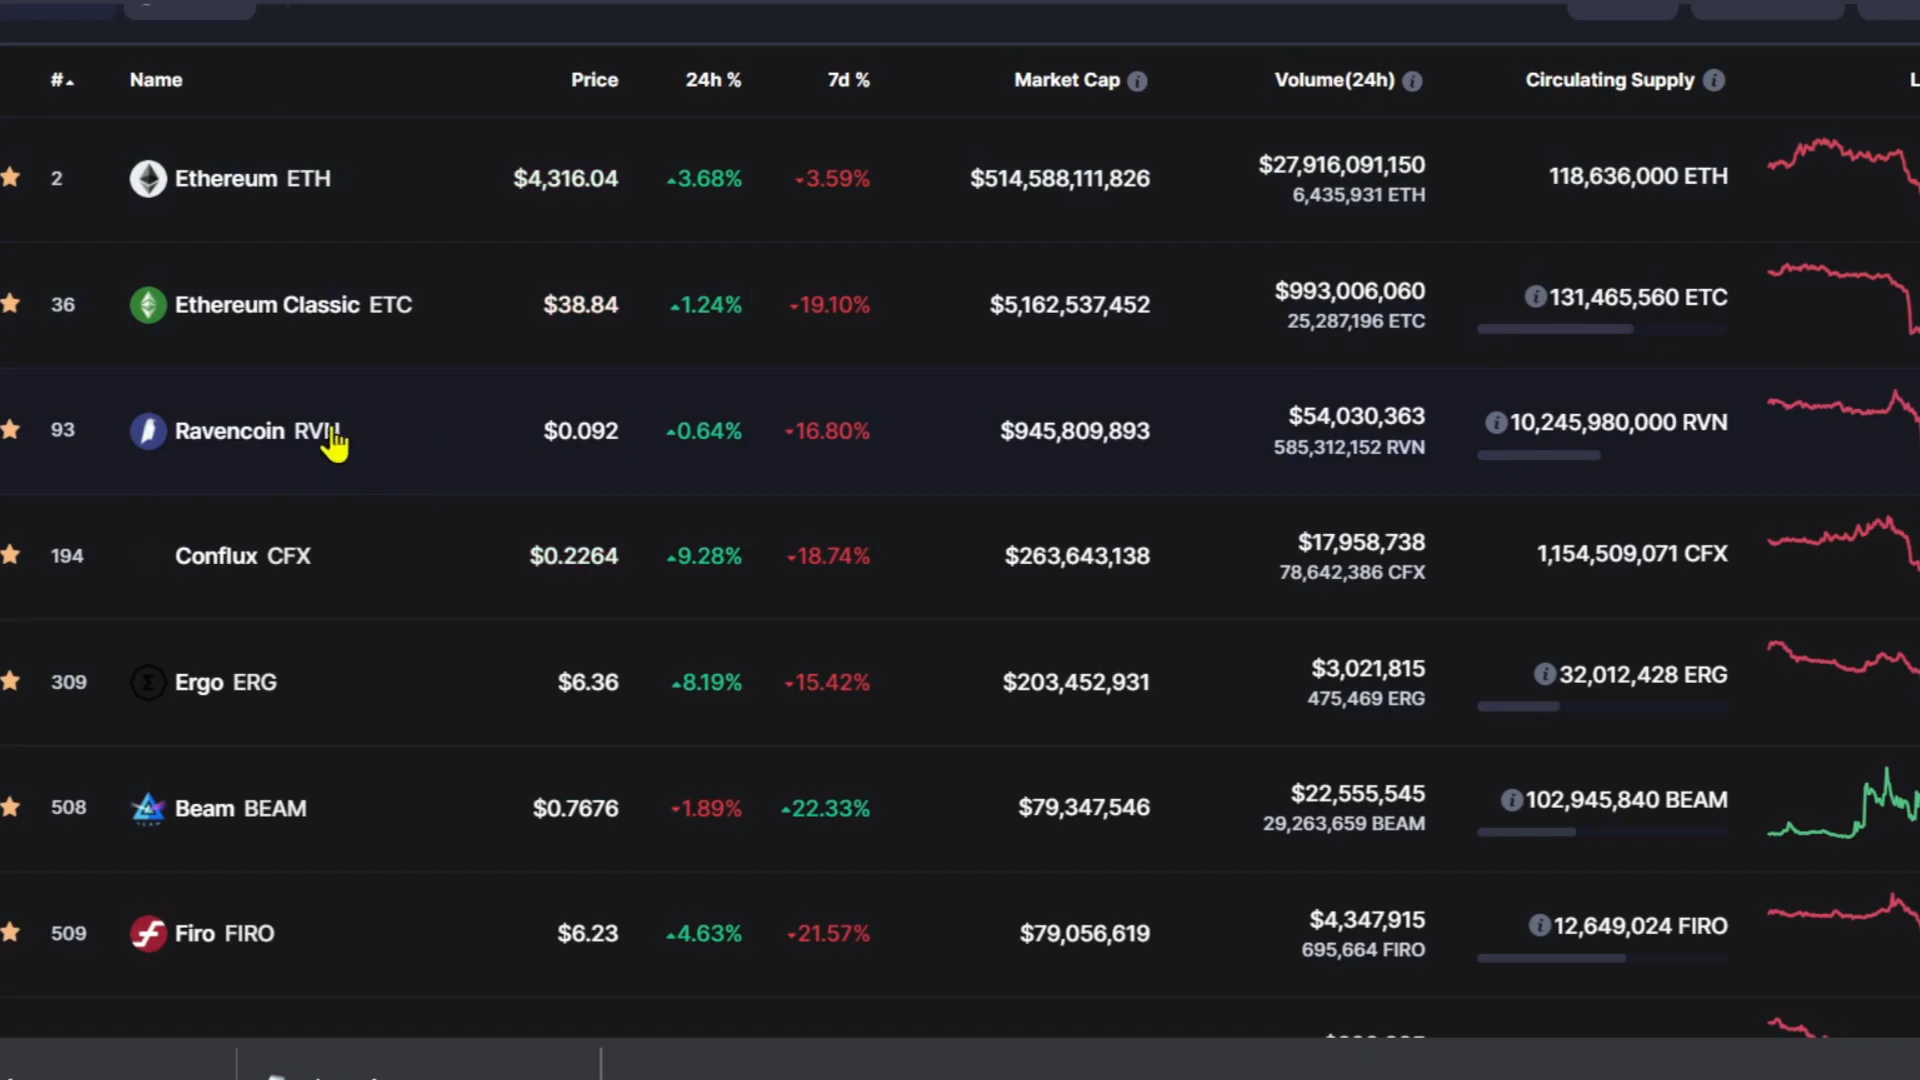 # Name Price 24h % 7d % Market Cap Volume(24h) Circulating Supply L
2 Ethereum ETH $4,316.04 3.68% 3.59% $514,588,111,826 $27,916,091,150 118,636,000 ETH
6,435,931 ETH
36 Ethereum Classic ETC $38.84 1.24% 19.10% $5,162,537,452 $993,006,060 131,465,560 ETC
25,287,196 ETC
93 Ravencoin RVN $0.092 0.64% 16.80% $945,809,893 $54,030,363 10,245,980,000 RVN
585,312,152 RVN
194 Conflux CFX $0.2264 9.28% 18.74% $263,643,138 $17,958,738 1,154,509,071 CFX
78,642,386 CFX
309 Ergo ERG $6.36 8.19% 15.42% $203,452,931 $3,021,815 32,012,428 ERG
475,469 ERG
508 Beam BEAM $0.7676 1.89% 22.33% $79,347,546 $22,555,545 102,945,840 BEAM
29,263,659 BEAM
509 Firo FIRO $6.23 4.63% 21.57% $79,056,619 $4,347,915 12,649,024 FIRO
695,664 FIRO